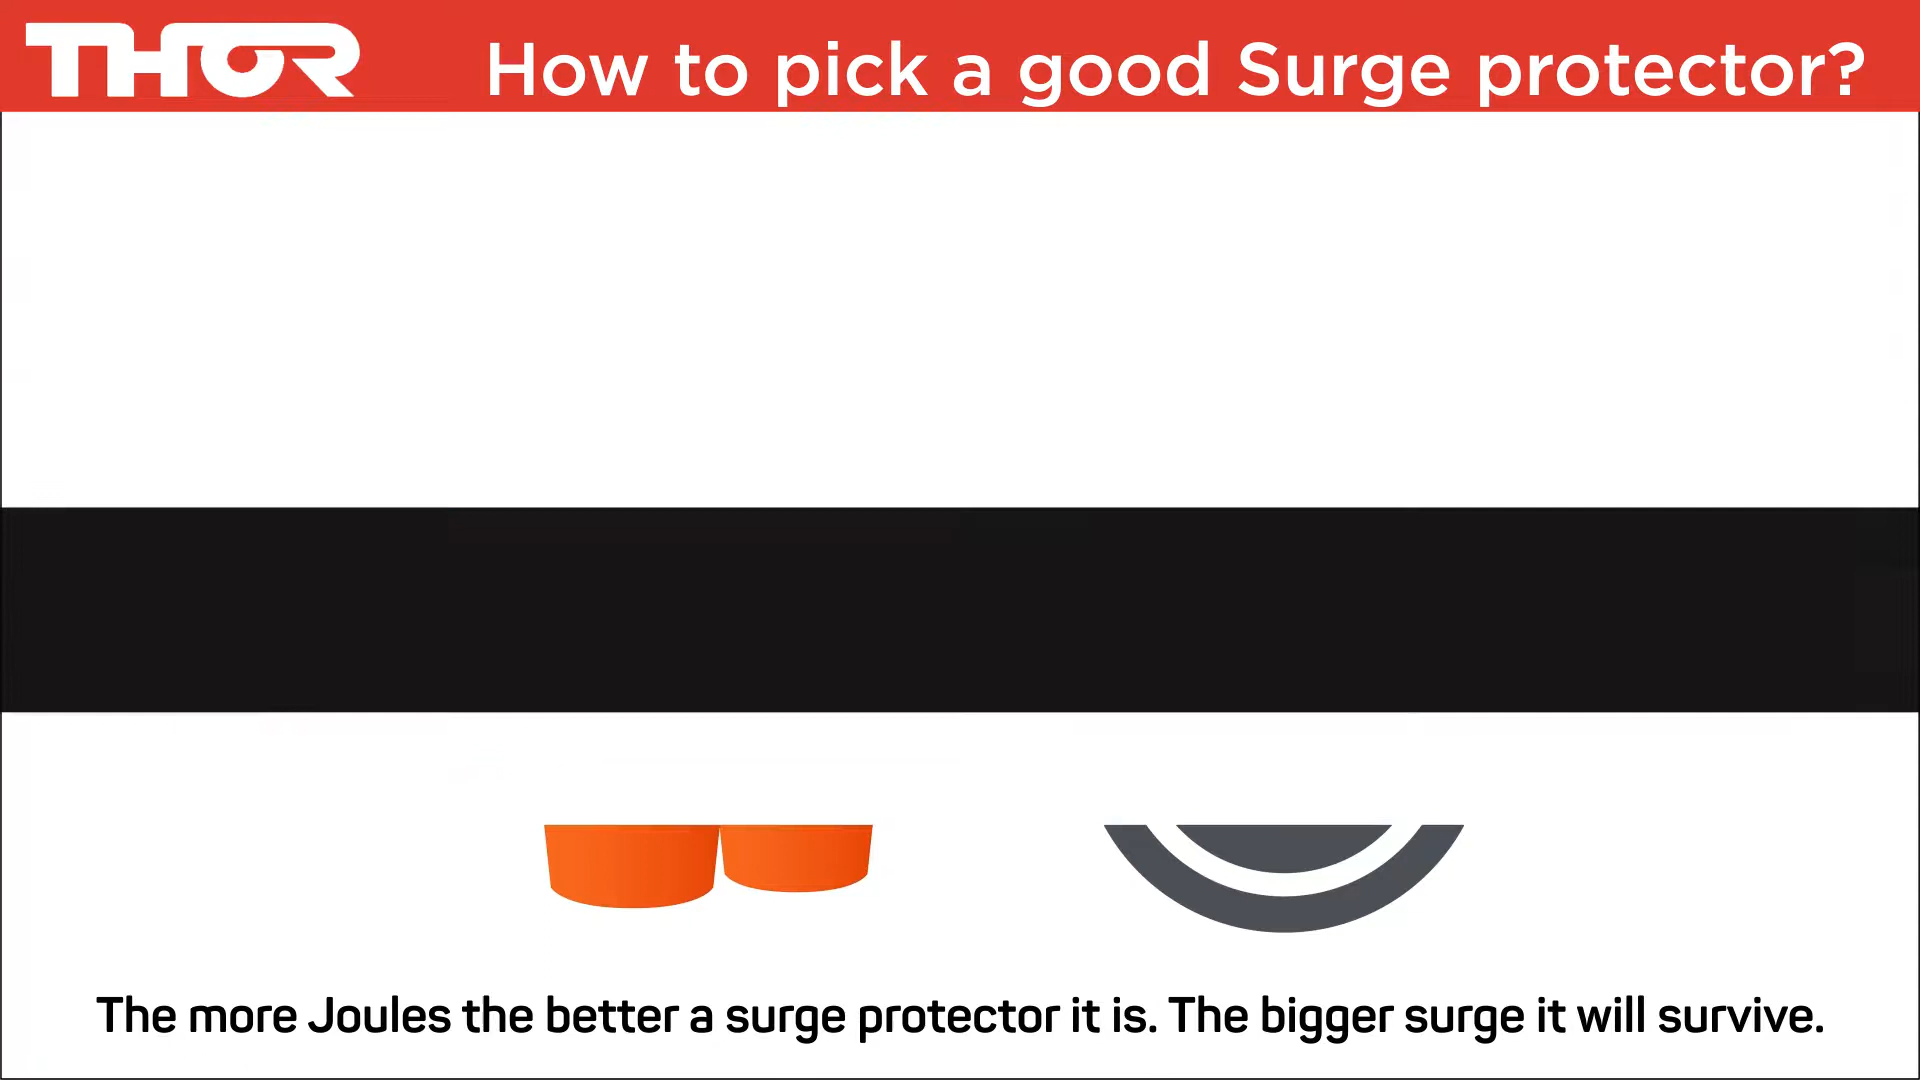 THOR
How to pick a good Surge protector?
The more Joules the better a surge protector it is. The bigger surge it will survive.